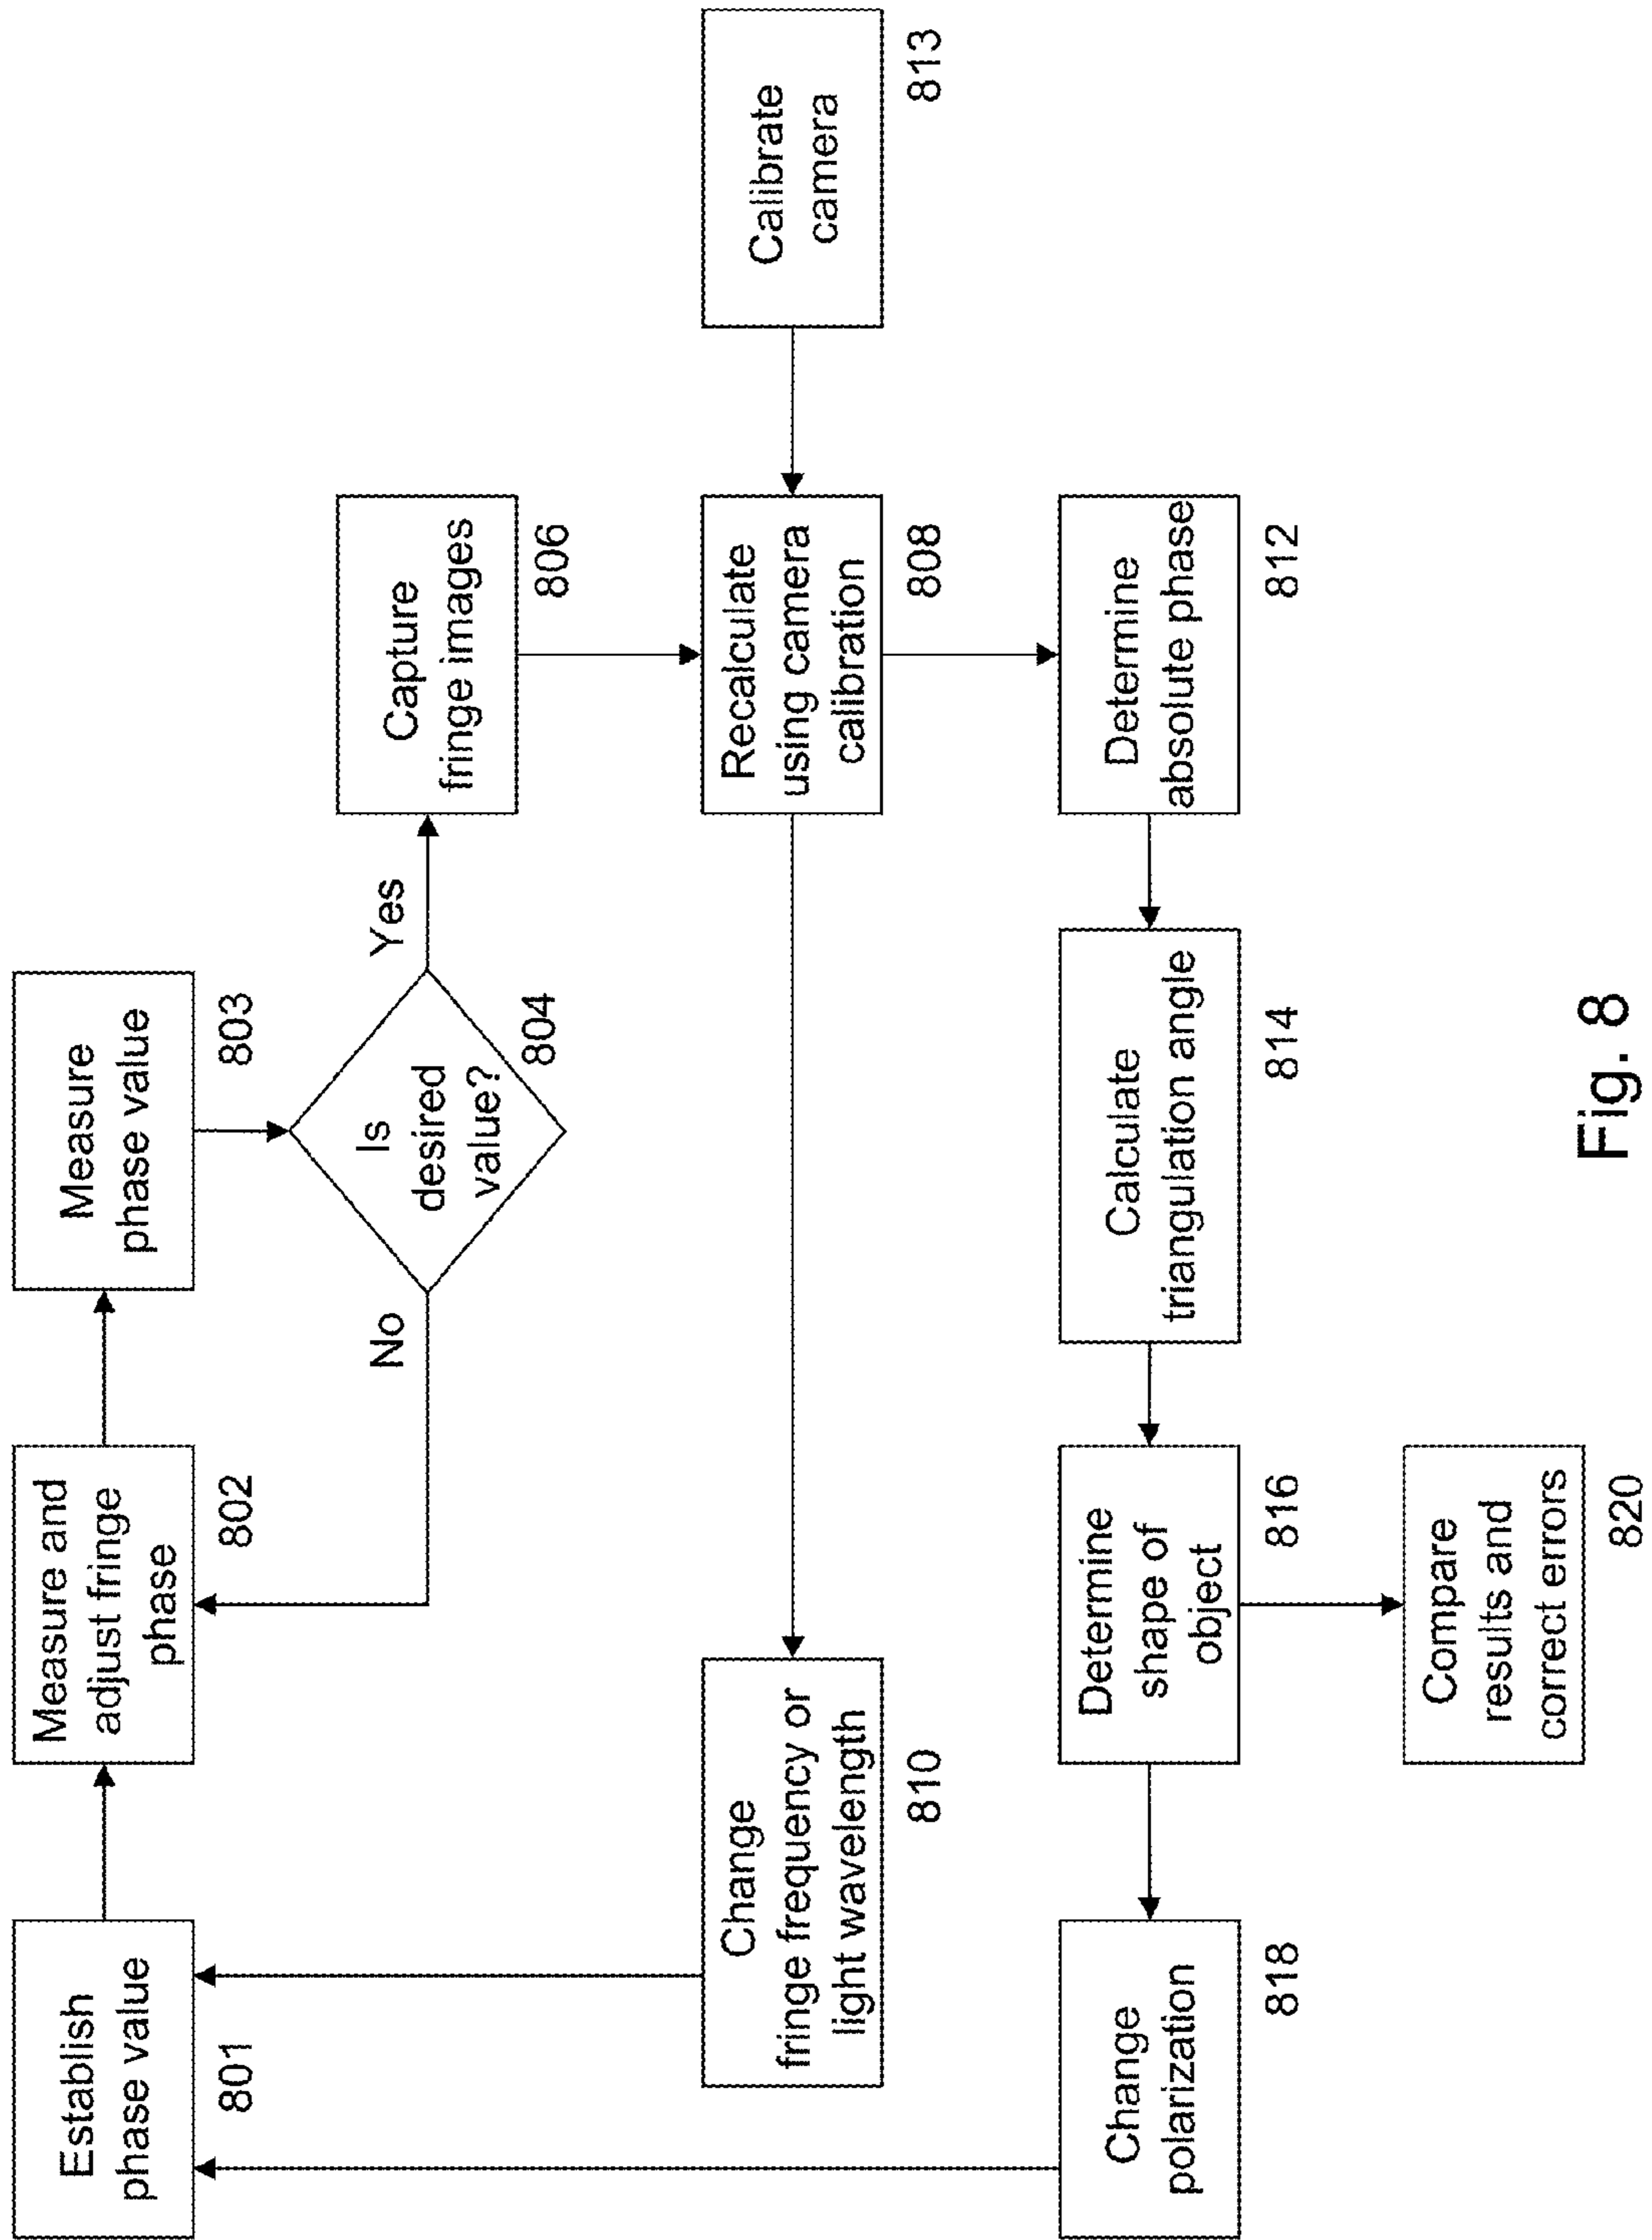 Establish
phase value
801
Measure and
adjust fringe
phase
802
Measure
phase value
803
Is
desired
value?
804
No
Yes
Capture
fringe images
806
Change
fringe frequency or
light wavelength
810
Recalculate
using camera
calibration
808
Calibrate
camera
813
Change
polarization
818
Determine
shape of
object
816
Calculate
triangulation angle
814
Determine
absolute phase
812
Compare
results and
correct errors
820
Fig. 8